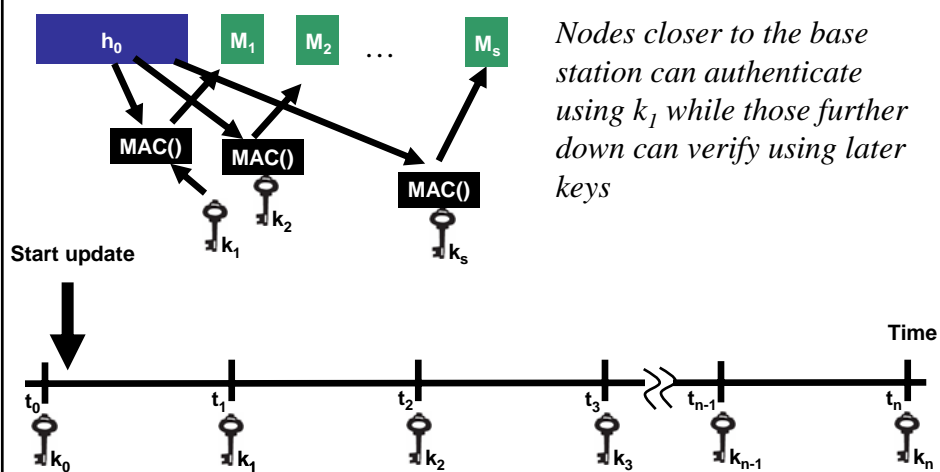 h₀ M₁ M₂ … Mₛ
Nodes closer to the base
station can authenticate
using k₁ while those further
down can verify using later
keys
MAC() MAC() MAC()
k₁ k₂ kₛ
Start update
Time
t₀ t₁ t₂ t₃ tₙ₋₁ tₙ
k₀ k₁ k₂ k₃ kₙ₋₁ kₙ